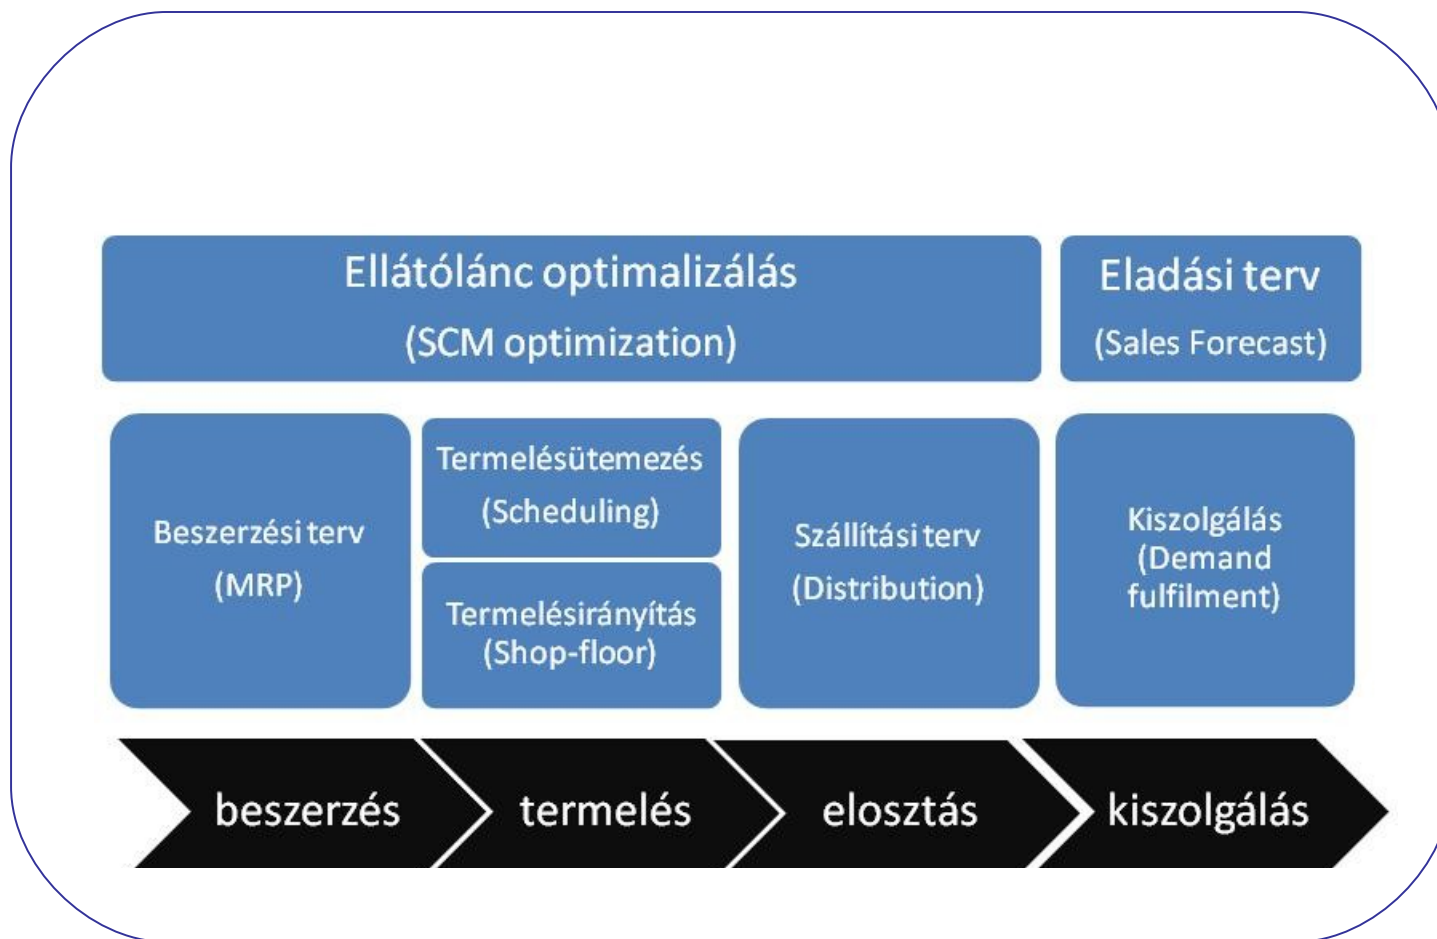 Ellátólánc optimalizálás
(SCM optimization)
Eladási terv
(Sales Forecast)
Beszerzési terv
(MRP)
Termelésütemezés
(Scheduling)
Termelésirányítás
(Shop-floor)
Szállítási terv
(Distribution)
Kiszolgálás
(Demand
fulfilment)
beszerzés
termelés
elosztás
kiszolgálás